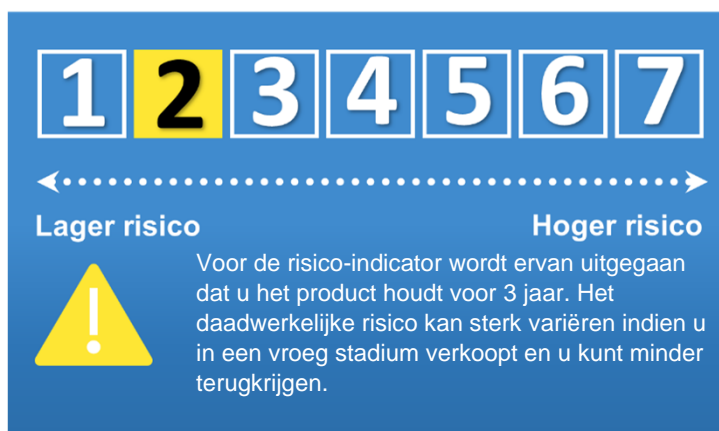 1 2 3 4 5 6 7
Lager risico Hoger risico
Voor de risico-indicator wordt ervan uitgegaan
dat u het product houdt voor 3 jaar. Het
daadwerkelijke risico kan sterk variëren indien u
in een vroeg stadium verkoopt en u kunt minder
terugkrijgen.